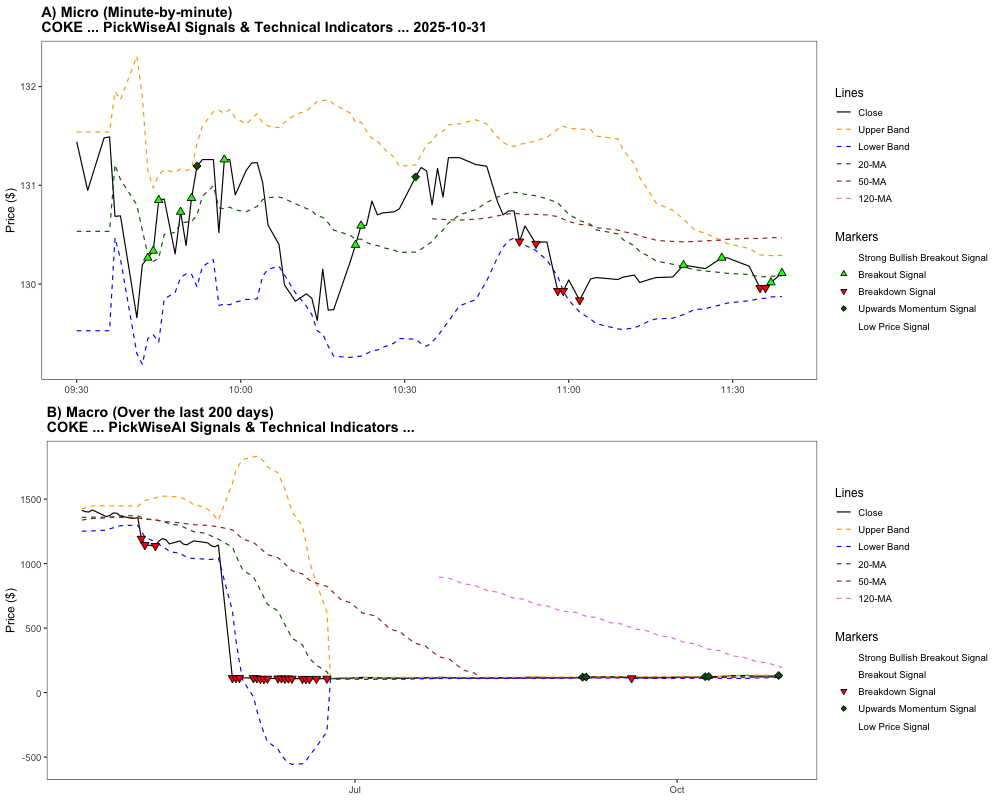 A) Micro (Minute-by-minute)
COKE ... PickWiseAI Signals & Technical Indicators ... 2025-10-31
Price ($)
132
131
130
09:30
10:00
10:30
11:00
11:30
Lines
Close
Upper Band
Lower Band
20-MA
50-MA
120-MA
Markers
Strong Bullish Breakout Signal
Breakout Signal
Breakdown Signal
Upwards Momentum Signal
Low Price Signal
B) Macro (Over the last 200 days)
COKE ... PickWiseAI Signals & Technical Indicators ...
Price ($)
1500
1000
500
0
-500
Jul
Oct
Lines
Close
Upper Band
Lower Band
20-MA
50-MA
120-MA
Markers
Strong Bullish Breakout Signal
Breakout Signal
Breakdown Signal
Upwards Momentum Signal
Low Price Signal